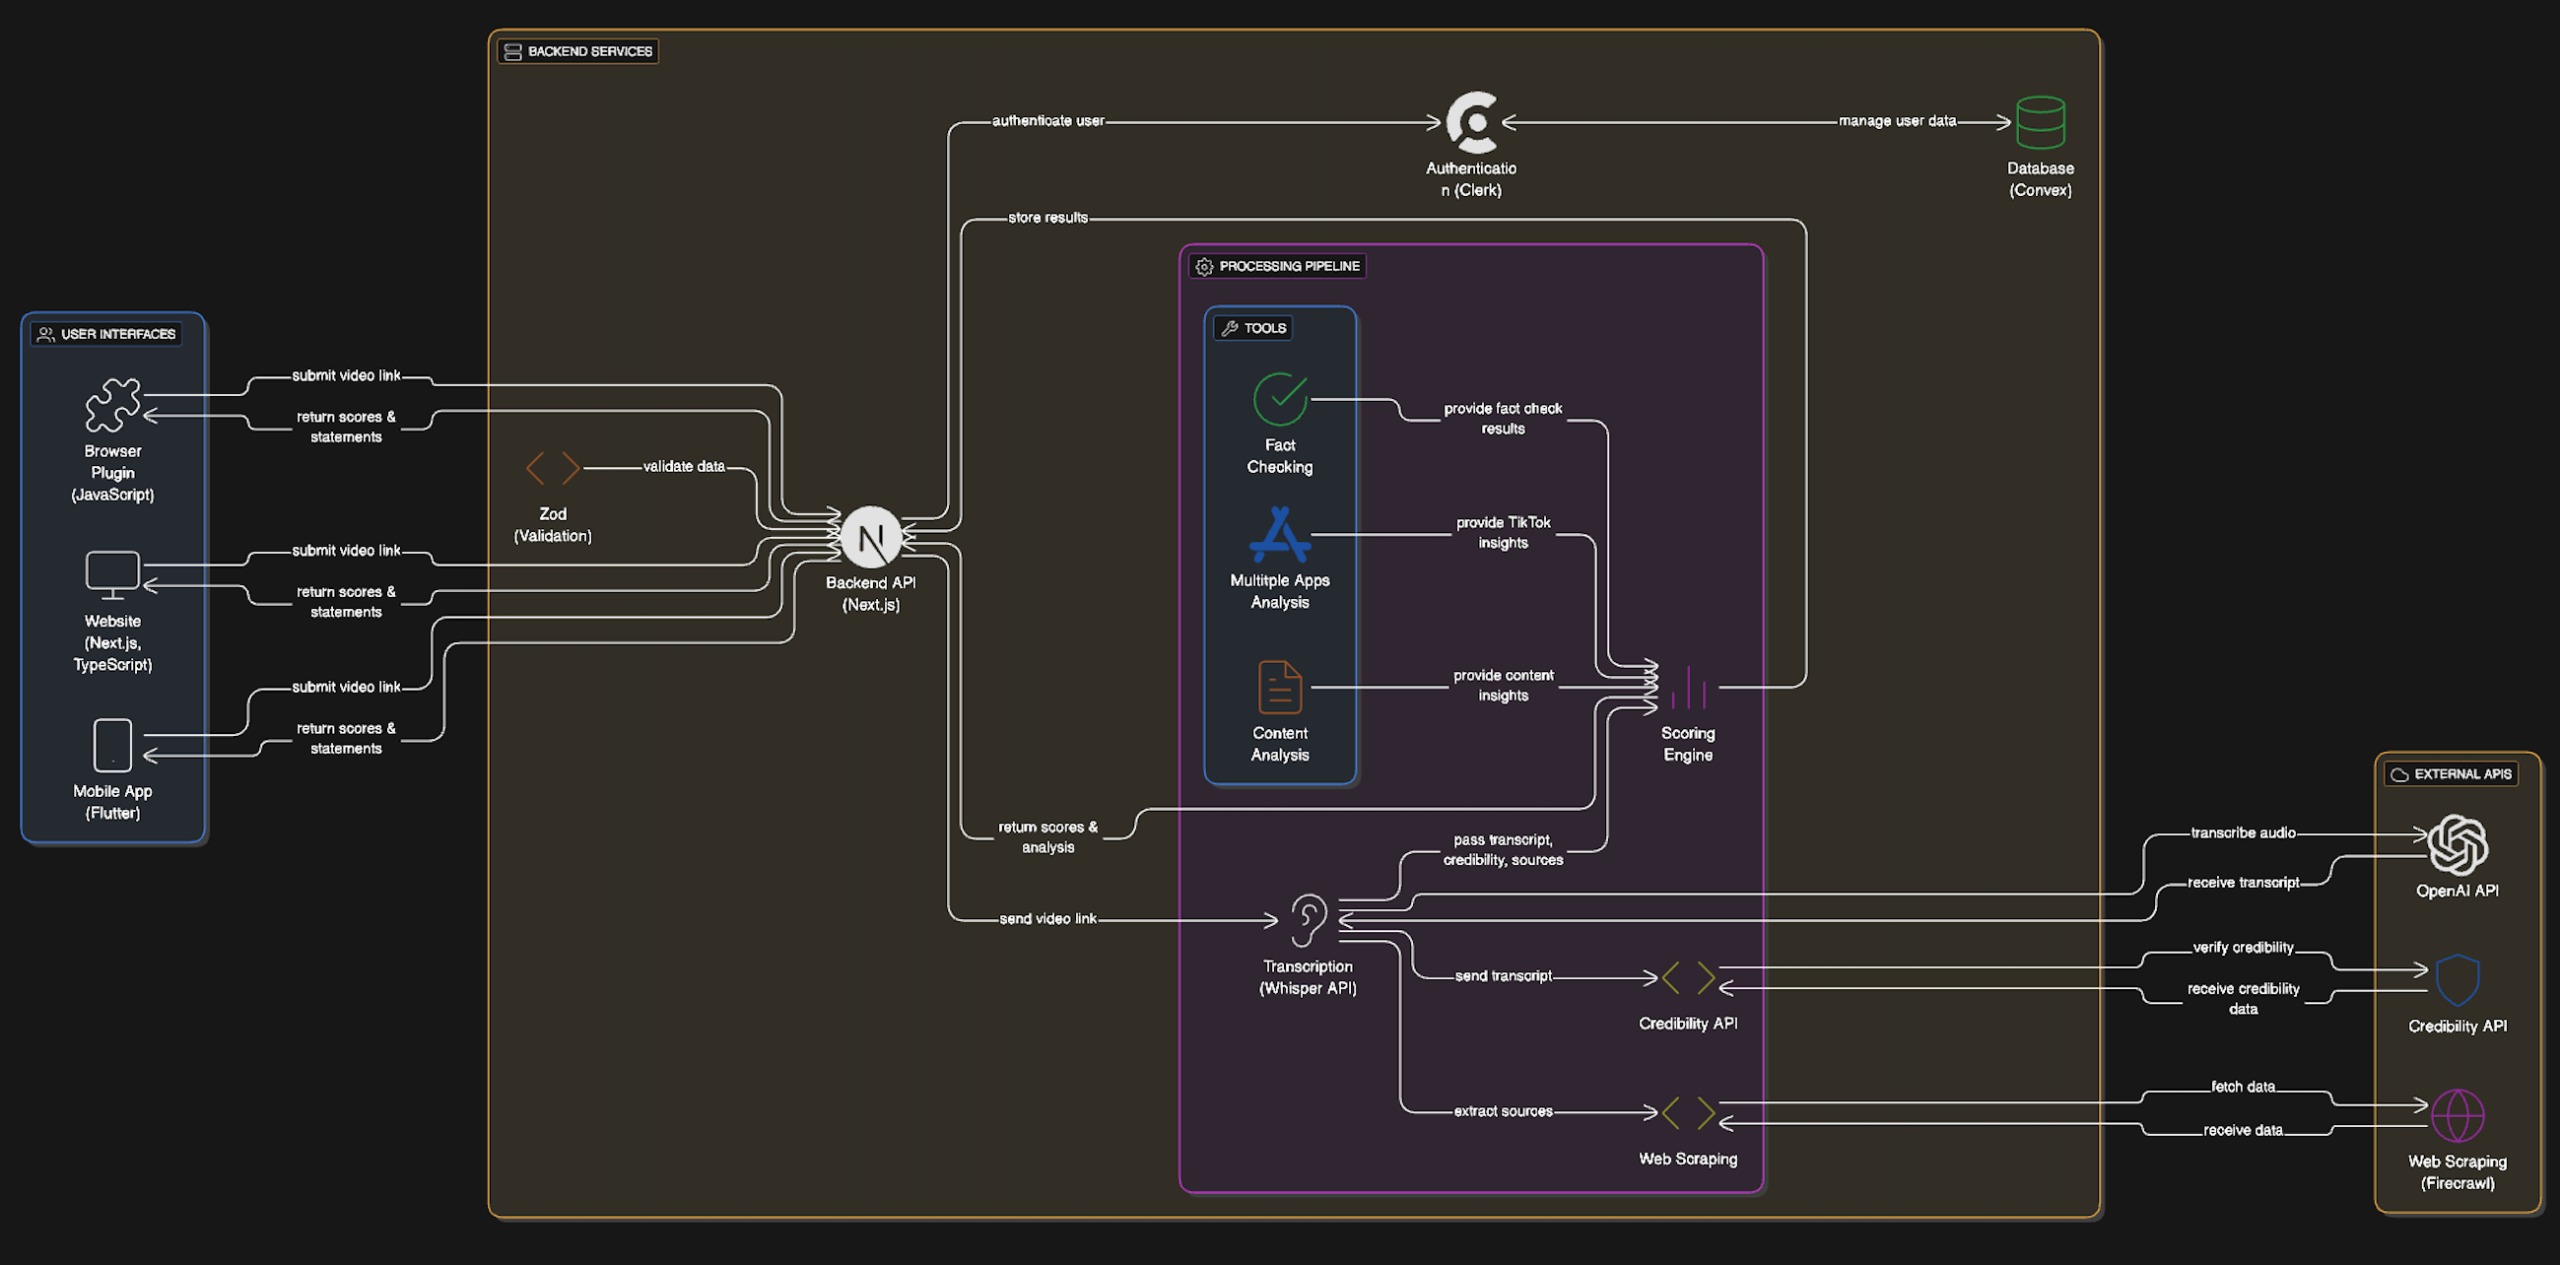 BACKEND SERVICES
authenticate user
manage user data
Authenticatio
n (Clerk)
Database
(Convex)
store results
PROCESSING PIPELINE
TOOLS
USER INTERFACES
submit video link
return scores &
statements
Browser
Plugin
(JavaScript)
validate data
Zod
(Validation)
submit video link
return scores &
statements
Website
(Next.js,
TypeScript)
submit video link
return scores &
statements
Mobile App
(Flutter)
Backend API
(Next.js)
Fact
Checking
provide fact check
results
Multitple Apps
Analysis
provide TikTok
insights
Content
Analysis
provide content
insights
Scoring
Engine
return scores &
analysis
pass transcript,
credibility, sources
send video link
Transcription
(Whisper API)
send transcript
Credibility API
extract sources
Web Scraping
EXTERNAL APIS
transcribe audio
receive transcript
OpenAI API
verify credibility
receive credibility
data
Credibility API
fetch data
receive data
Web Scraping
(Firecrawl)